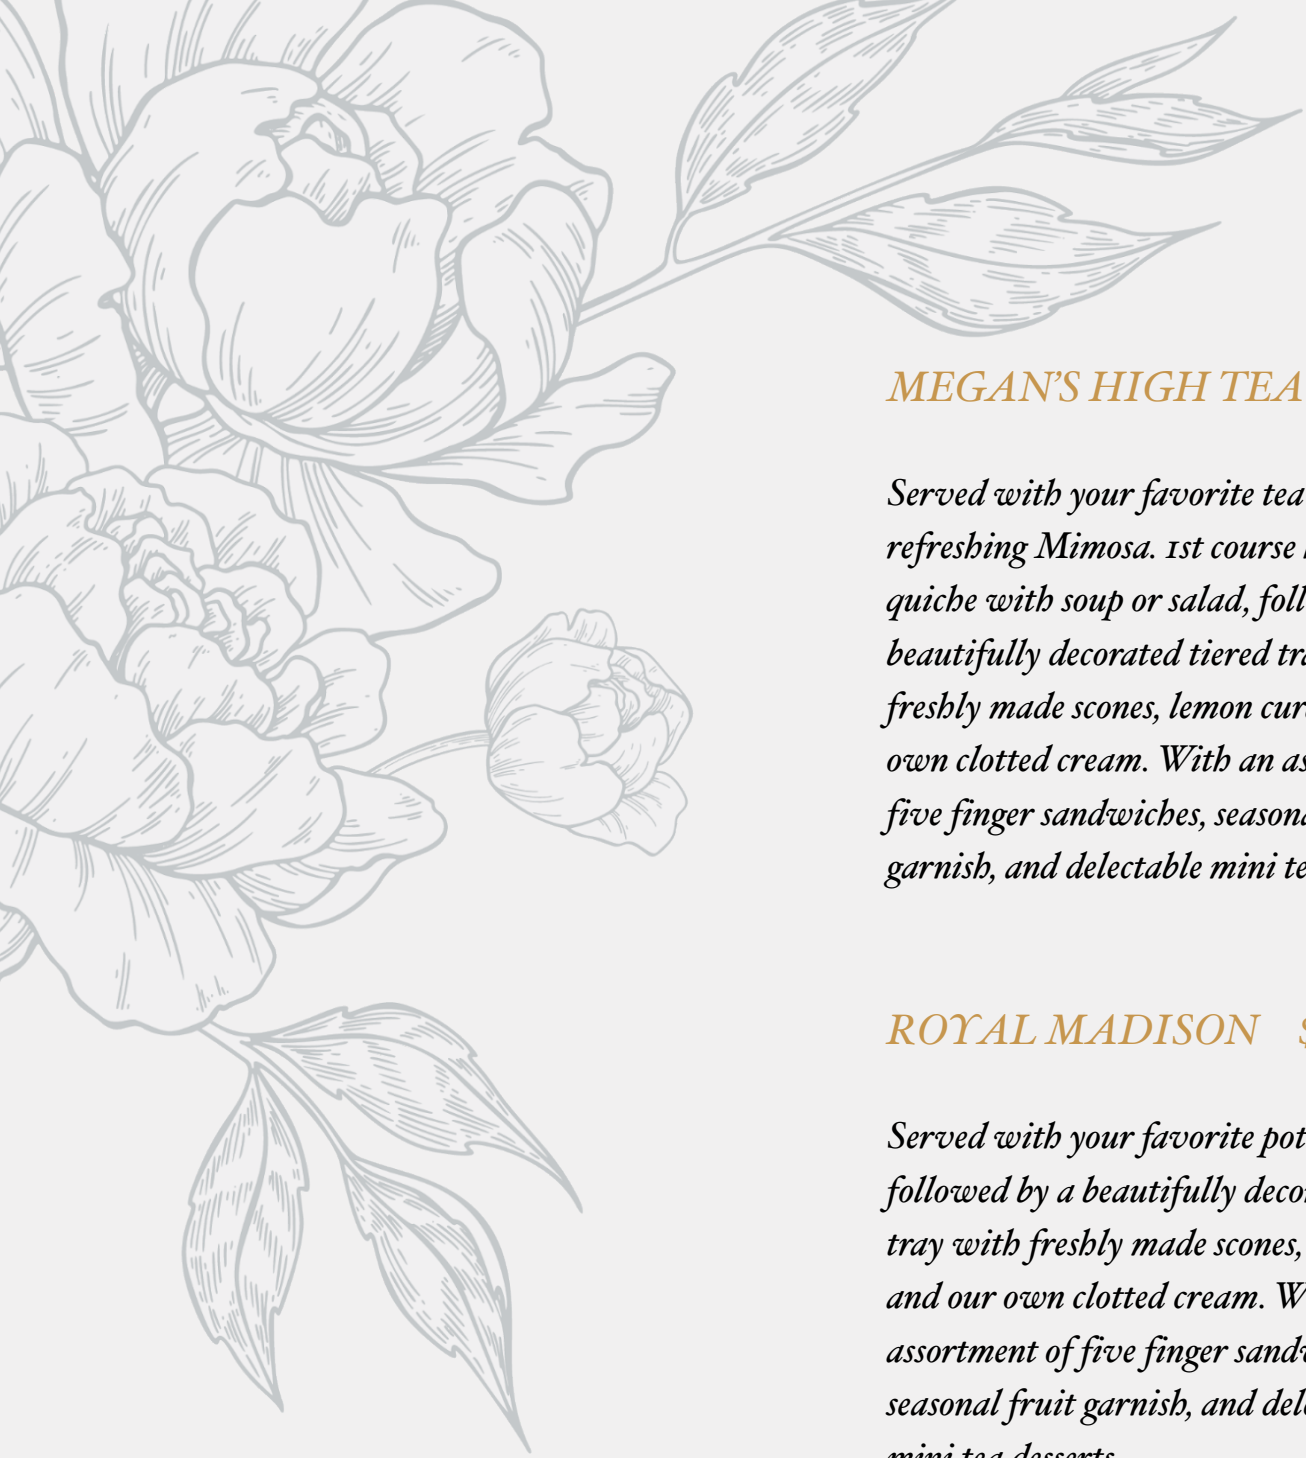 MEGAN'S HIGH TEA
Served with your favorite tea
refreshing Mimosa. 1st course
quiche with soup or salad,
beautifully decorated tiered
freshly made scones, lemon
own clotted cream. With an
five finger sandwiches,
garnish, and delectable mini
ROYAL MADISON $
Served with your favorite
followed by a beautifully
tray with freshly made scones,
and our own clotted cream.
assortment of five finger
seasonal fruit garnish, and
mini tea desserts